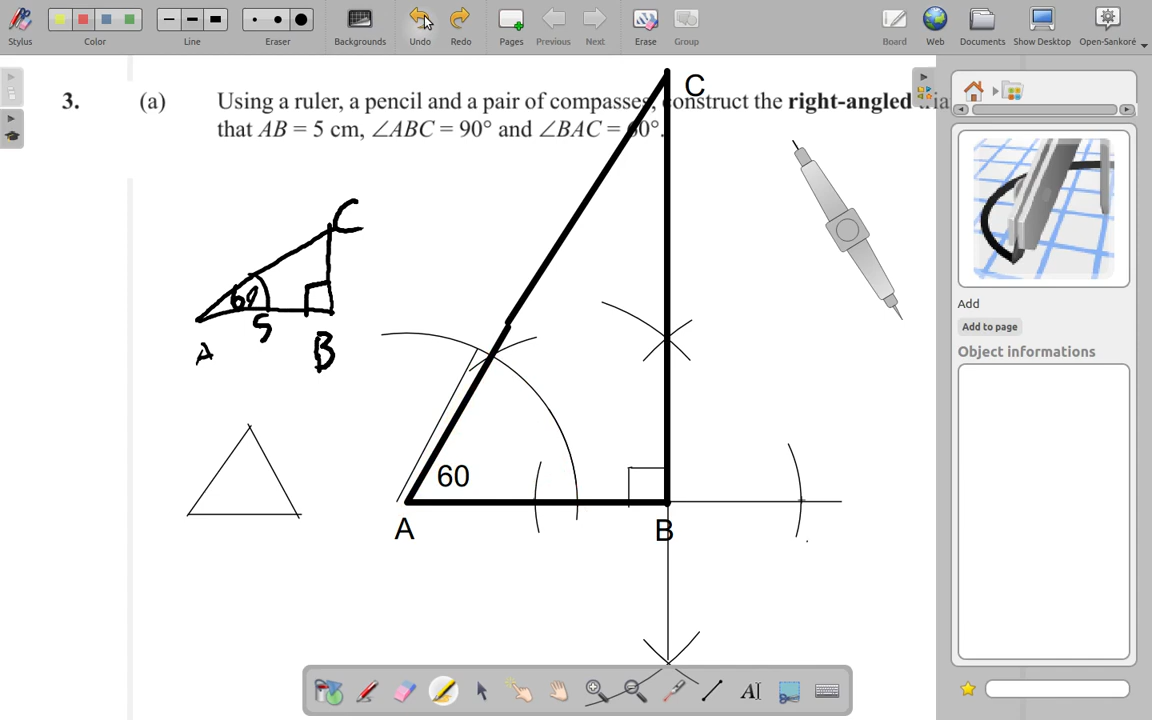 Stylus Color Line Eraser Backgrounds Undo Redo Pages Previous Next Erase Group Board Web Documents Show Desktop Open-Sankoré
3. (a) Using a ruler, a pencil and a pair of compasses, construct the right-angled
that AB = 5 cm, ∠ABC = 90° and ∠BAC = 60°.
C
C
60
5
A
B
60
A
B
Add
Add to page
Object informations